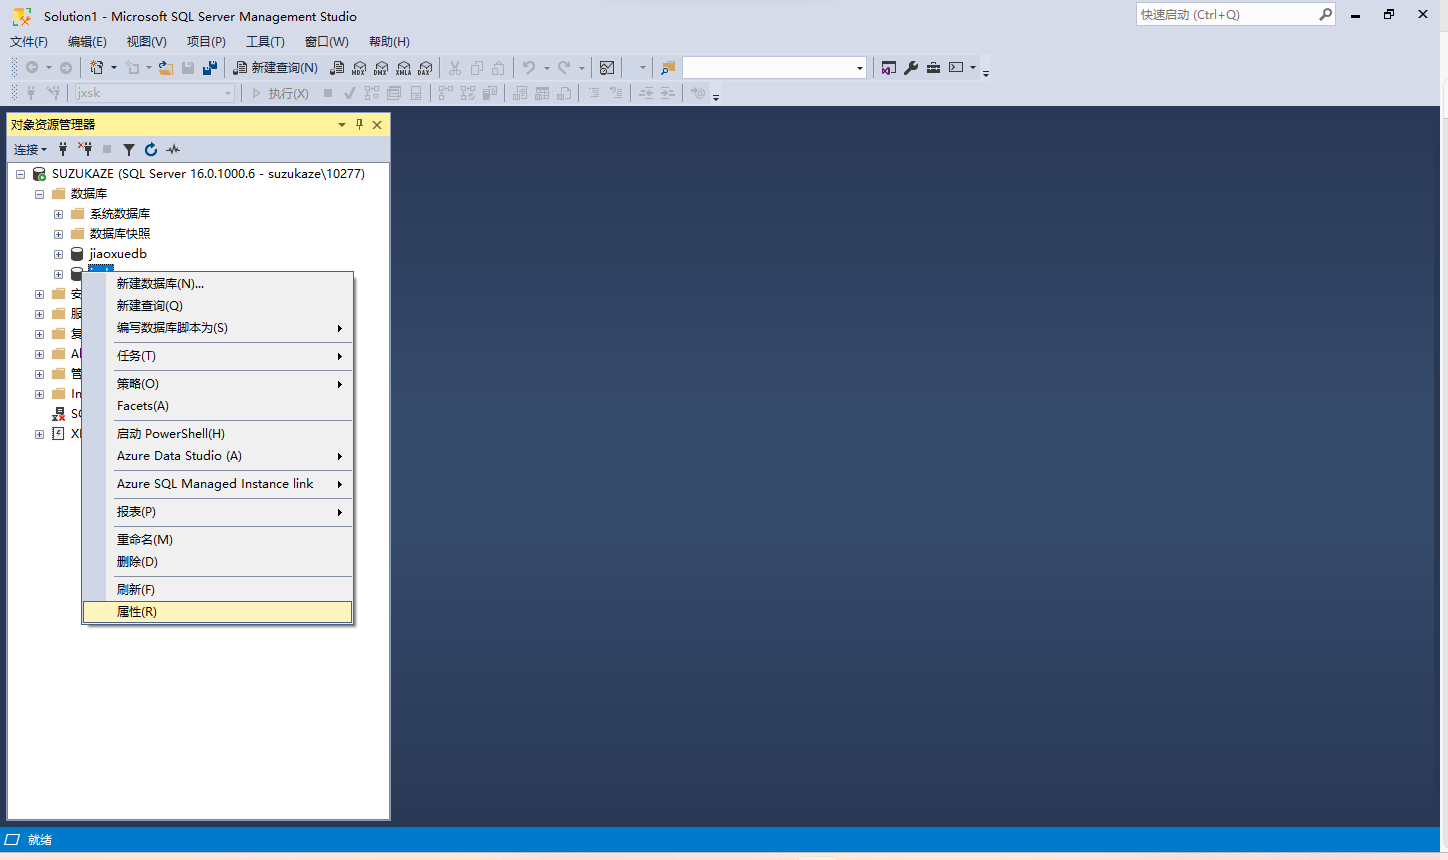 Solution1 - Microsoft SQL Server Management Studio
快速启动 (Ctrl+Q)
文件(F) 编辑(E) 视图(V) 项目(P) 工具(T) 窗口(W) 帮助(H)
新建查询(N) MDX DMX XMLA DAX
jxsk 执行(X)
对象资源管理器
连接
SUZUKAZE (SQL Server 16.0.1000.6 - suzukaze\10277)
数据库
系统数据库
数据库快照
jiaoxuedb
新建数据库(N)...
新建查询(Q)
编写数据库脚本为(S)
任务(T)
策略(O)
Facets(A)
启动 PowerShell(H)
Azure Data Studio (A)
Azure SQL Managed Instance link
报表(P)
重命名(M)
删除(D)
刷新(F)
属性(R)
就绪